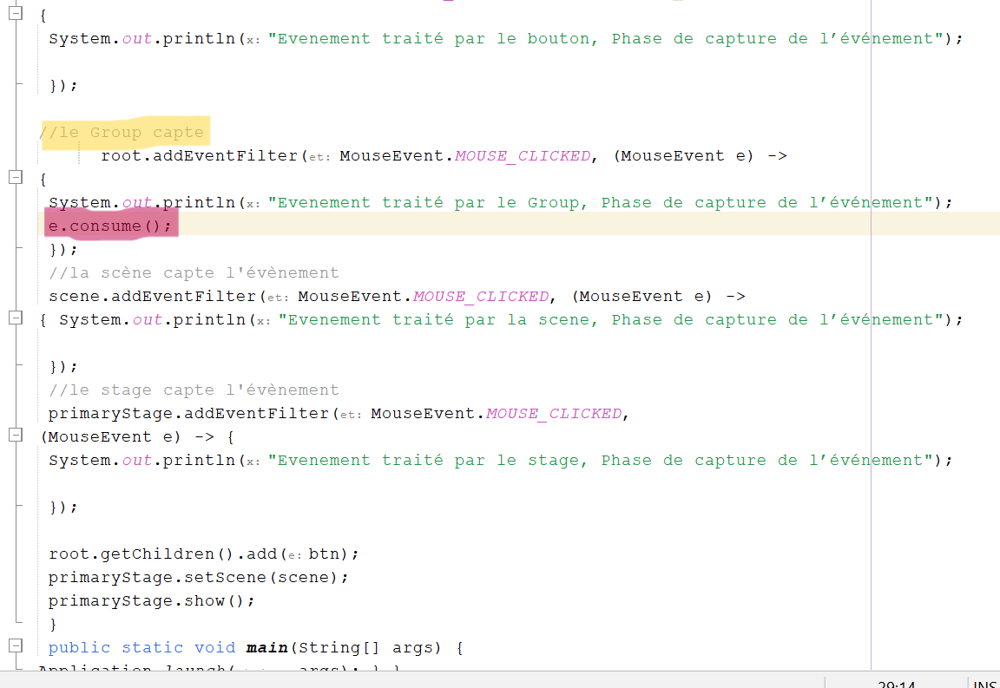 {
System.out.println(x: "Evenement traité par le bouton, Phase de capture de l’événement");
});
//le Group capte
root.addEventFilter(et: MouseEvent.MOUSE_CLICKED, (MouseEvent e) ->
{
System.out.println(x: "Evenement traité par le Group, Phase de capture de l’événement");
e.consume();
});
//la scène capte l'évènement
scene.addEventFilter(et: MouseEvent.MOUSE_CLICKED, (MouseEvent e) ->
{ System.out.println(x: "Evenement traité par la scene, Phase de capture de l’événement");
});
//le stage capte l'évènement
primaryStage.addEventFilter(et: MouseEvent.MOUSE_CLICKED,
(MouseEvent e) -> {
System.out.println(x: "Evenement traité par le stage, Phase de capture de l’événement");
});
root.getChildren().add(e: btn);
primaryStage.setScene(scene);
primaryStage.show();
}
public static void main(String[] args) {
Application.launch( args); } }
29:14 INS